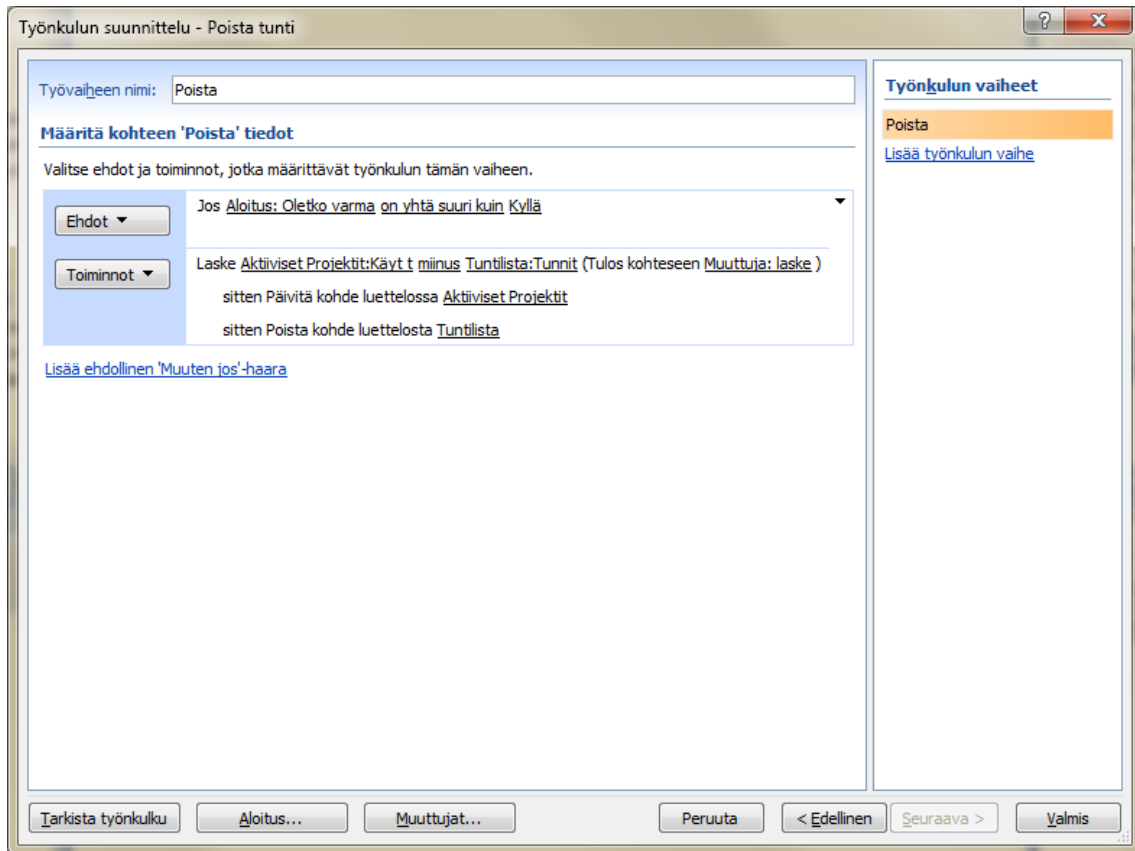 Työnkulun suunnittelu - Poista tunti
Työvaiheen nimi: Poista
Määritä kohteen 'Poista' tiedot
Valitse ehdot ja toiminnot, jotka määrittävät työnkulun tämän vaiheen.
Ehdot
Jos Aloitus: Oletko varma on yhtä suuri kuin Kyllä
Toiminnot
Laske Aktiiviset Projektit:Käyt t miinus Tuntilista:Tunnit (Tulos kohteseen Muuttuja: laske )
sitten Päivitä kohde luettelossa Aktiiviset Projektit
sitten Poista kohde luettelosta Tuntilista
Lisää ehdollinen 'Muuten jos'-haara
Työnkulun vaiheet
Poista
Lisää työnkulun vaihe
Tarkista työnkulku Aloitus... Muuttujat... Peruuta < Edellinen Seuraava > Valmis